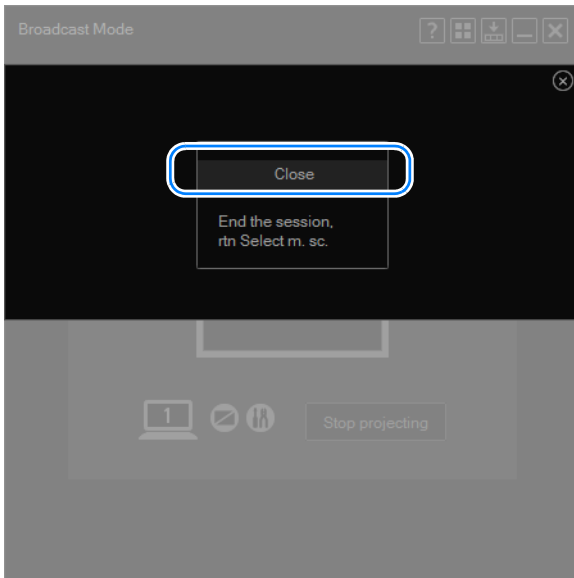 Broadcast Mode
?
Close
End the session,
rtn Select m. sc.
1
Stop projecting